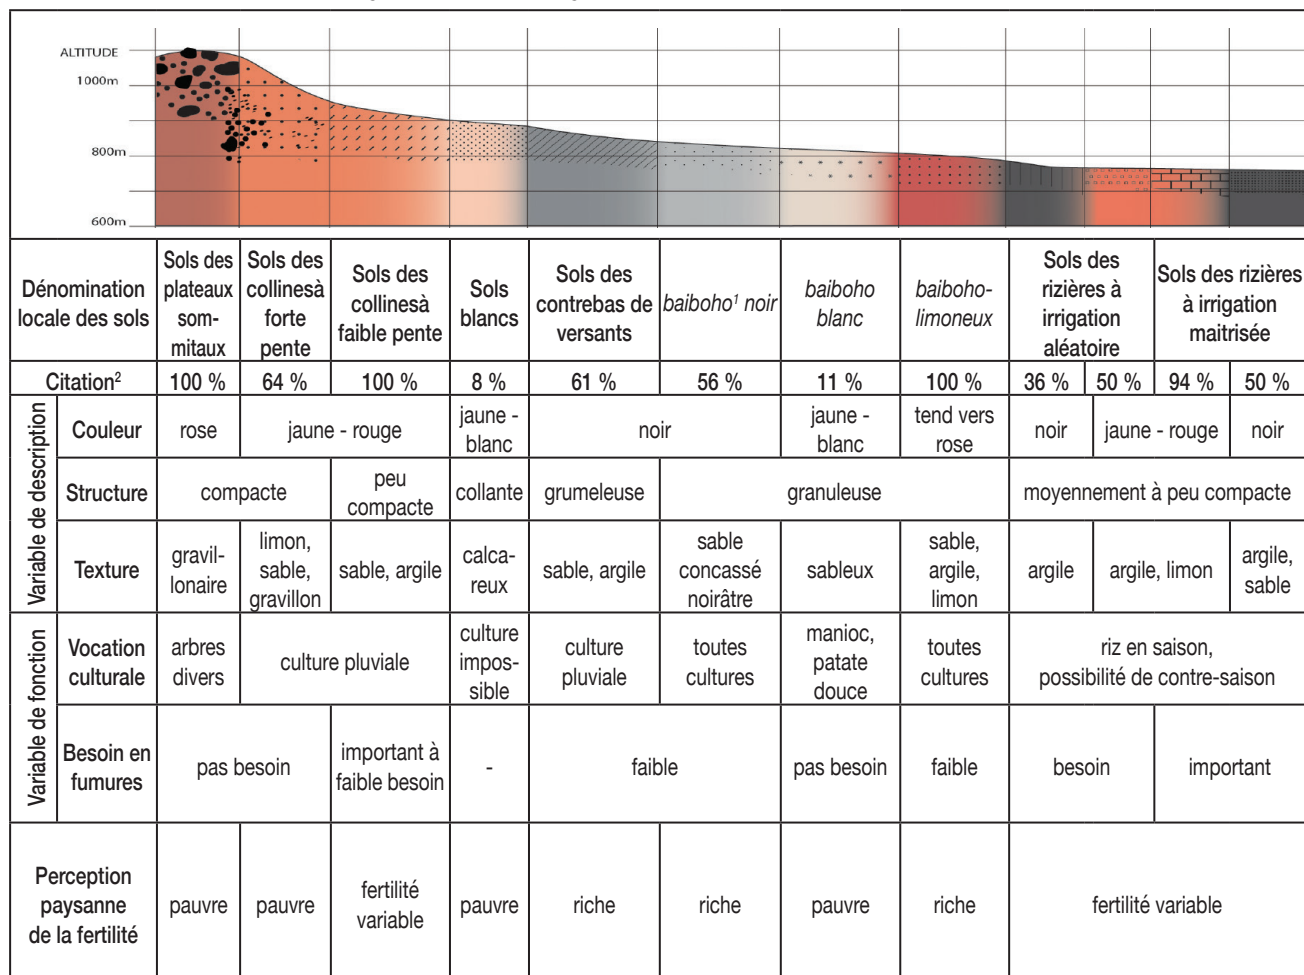 ALTITUDE
1000m
800m
600m
Dénomination locale des sols
Sols des plateaux som-mitaux
Sols des collinesà forte pente
Sols des collinesà faible pente
Sols blancs
Sols des contrebas de versants
baiboho¹ noir
baiboho blanc
baiboho-limoneux
Sols des rizières à irrigation aléatoire
Sols des rizières à irrigation maitrisée
Citation²
100 %
64 %
100 %
8 %
61 %
56 %
11 %
100 %
36 %
50 %
94 %
50 %
Variable de description
Couleur
rose
jaune - rouge
jaune - blanc
noir
jaune - blanc
tend vers rose
noir
jaune - rouge
noir
Structure
compacte
peu compacte
collante
grumeleuse
granuleuse
moyennement à peu compacte
Texture
gravil-lonaire
limon, sable, gravillon
sable, argile
calca-reux
sable, argile
sable concassé noirâtre
sableux
sable, argile, limon
argile
argile, limon
argile, sable
Variable de fonction
Vocation culturale
arbres divers
culture pluviale
culture impos-sible
culture pluviale
toutes cultures
manioc, patate douce
toutes cultures
riz en saison, possibilité de contre-saison
Besoin en fumures
pas besoin
important à faible besoin
-
faible
pas besoin
faible
besoin
important
Perception paysanne de la fertilité
pauvre
pauvre
fertilité variable
pauvre
riche
riche
pauvre
riche
fertilité variable